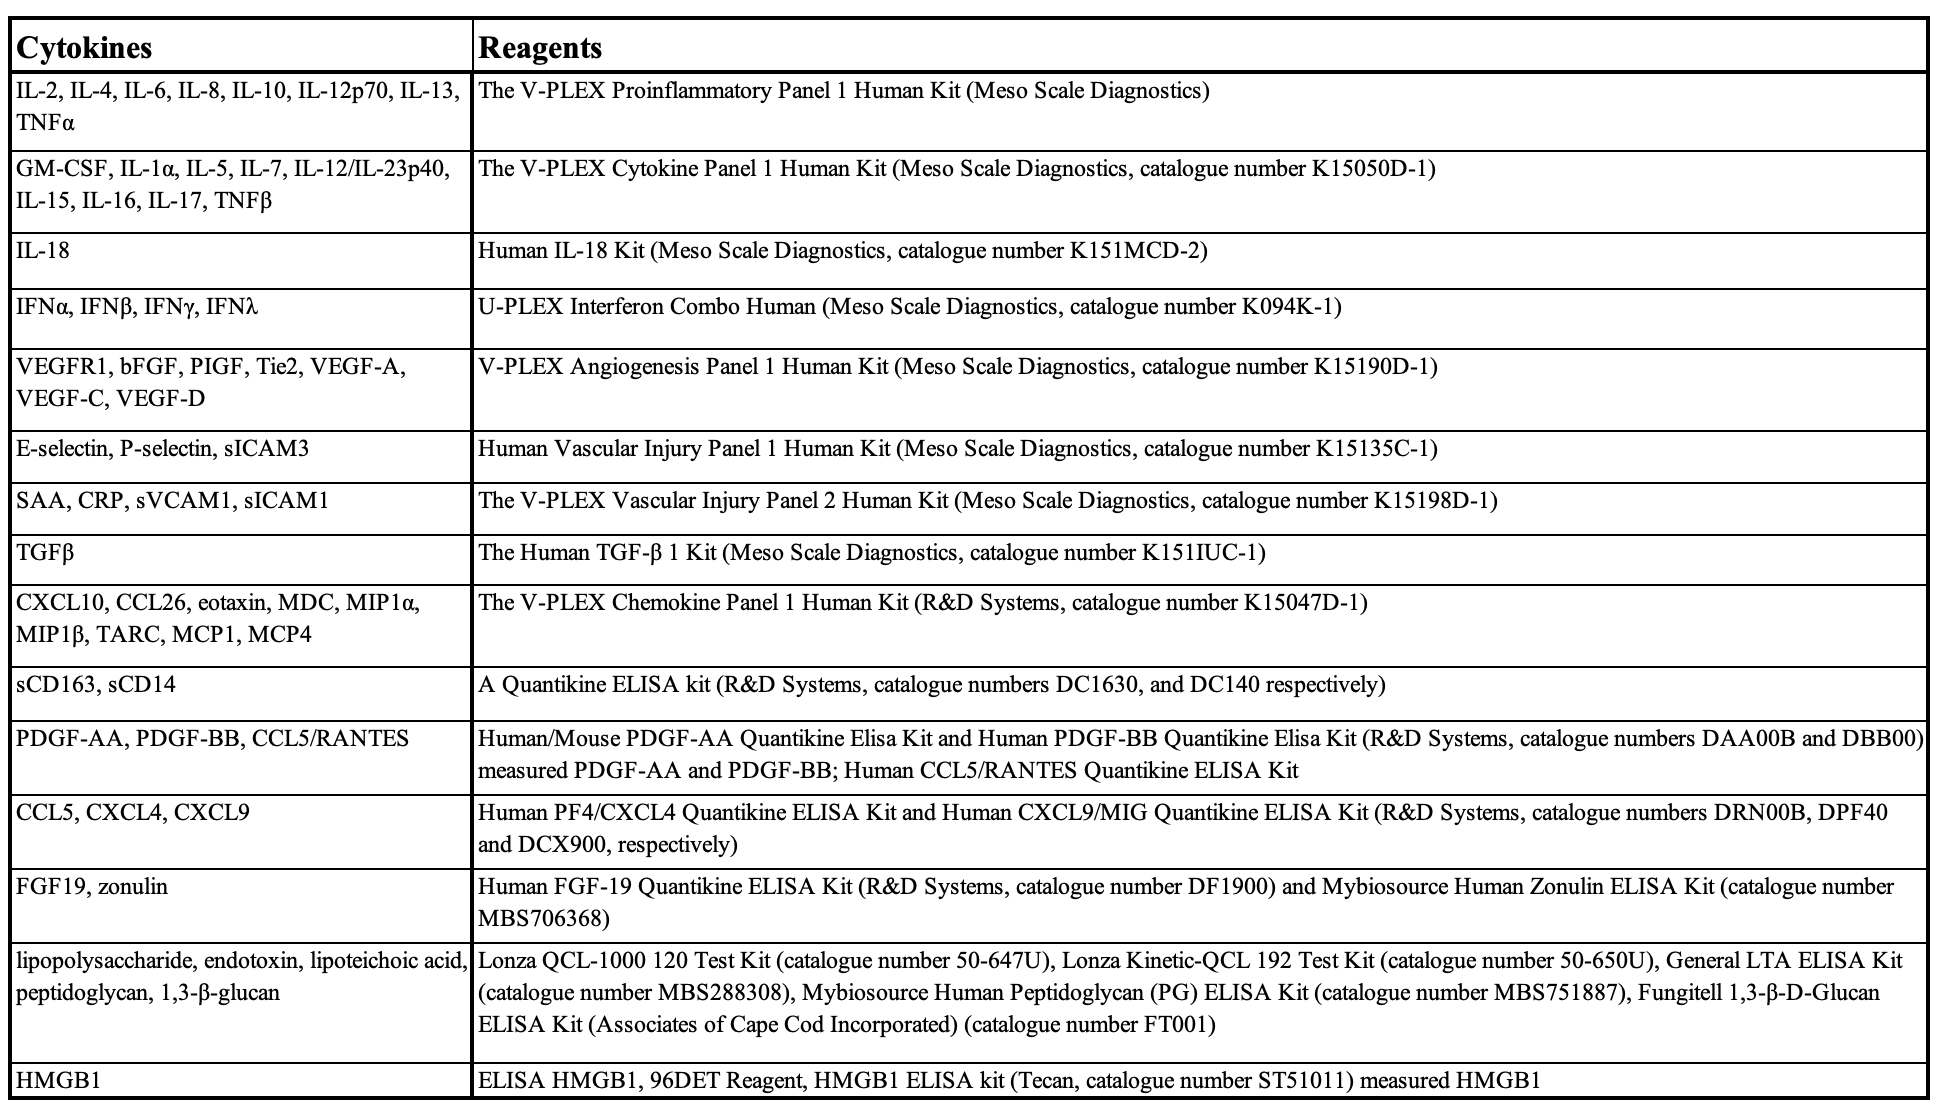 Cytokines
Reagents
IL-2, IL-4, IL-6, IL-8, IL-10, IL-12p70, IL-13,
TNFα
The V-PLEX Proinflammatory Panel 1 Human Kit (Meso Scale Diagnostics)
GM-CSF, IL-1α, IL-5, IL-7, IL-12/IL-23p40,
IL-15, IL-16, IL-17, TNFβ
The V-PLEX Cytokine Panel 1 Human Kit (Meso Scale Diagnostics, catalogue number K15050D-1)
IL-18
Human IL-18 Kit (Meso Scale Diagnostics, catalogue number K151MCD-2)
IFNα, IFNβ, IFNγ, IFNλ
U-PLEX Interferon Combo Human (Meso Scale Diagnostics, catalogue number K094K-1)
VEGFR1, bFGF, PIGF, Tie2, VEGF-A,
VEGF-C, VEGF-D
V-PLEX Angiogenesis Panel 1 Human Kit (Meso Scale Diagnostics, catalogue number K15190D-1)
E-selectin, P-selectin, sICAM3
Human Vascular Injury Panel 1 Human Kit (Meso Scale Diagnostics, catalogue number K15135C-1)
SAA, CRP, sVCAM1, sICAM1
The V-PLEX Vascular Injury Panel 2 Human Kit (Meso Scale Diagnostics, catalogue number K15198D-1)
TGFβ
The Human TGF-β 1 Kit (Meso Scale Diagnostics, catalogue number K151IUC-1)
CXCL10, CCL26, eotaxin, MDC, MIP1α,
MIP1β, TARC, MCP1, MCP4
The V-PLEX Chemokine Panel 1 Human Kit (R&D Systems, catalogue number K15047D-1)
sCD163, sCD14
A Quantikine ELISA kit (R&D Systems, catalogue numbers DC1630, and DC140 respectively)
PDGF-AA, PDGF-BB, CCL5/RANTES
Human/Mouse PDGF-AA Quantikine Elisa Kit and Human PDGF-BB Quantikine Elisa Kit (R&D Systems, catalogue numbers DAA00B and DBB00)
measured PDGF-AA and PDGF-BB; Human CCL5/RANTES Quantikine ELISA Kit
CCL5, CXCL4, CXCL9
Human PF4/CXCL4 Quantikine ELISA Kit and Human CXCL9/MIG Quantikine ELISA Kit (R&D Systems, catalogue numbers DRN00B, DPF40
and DCX900, respectively)
FGF19, zonulin
Human FGF-19 Quantikine ELISA Kit (R&D Systems, catalogue number DF1900) and Mybiosource Human Zonulin ELISA Kit (catalogue number
MBS706368)
lipopolysaccharide, endotoxin, lipoteichoic acid,
peptidoglycan, 1,3-β-glucan
Lonza QCL-1000 120 Test Kit (catalogue number 50-647U), Lonza Kinetic-QCL 192 Test Kit (catalogue number 50-650U), General LTA ELISA Kit
(catalogue number MBS288308), Mybiosource Human Peptidoglycan (PG) ELISA Kit (catalogue number MBS751887), Fungitell 1,3-β-D-Glucan
ELISA Kit (Associates of Cape Cod Incorporated) (catalogue number FT001)
HMGB1
ELISA HMGB1, 96DET Reagent, HMGB1 ELISA kit (Tecan, catalogue number ST51011) measured HMGB1